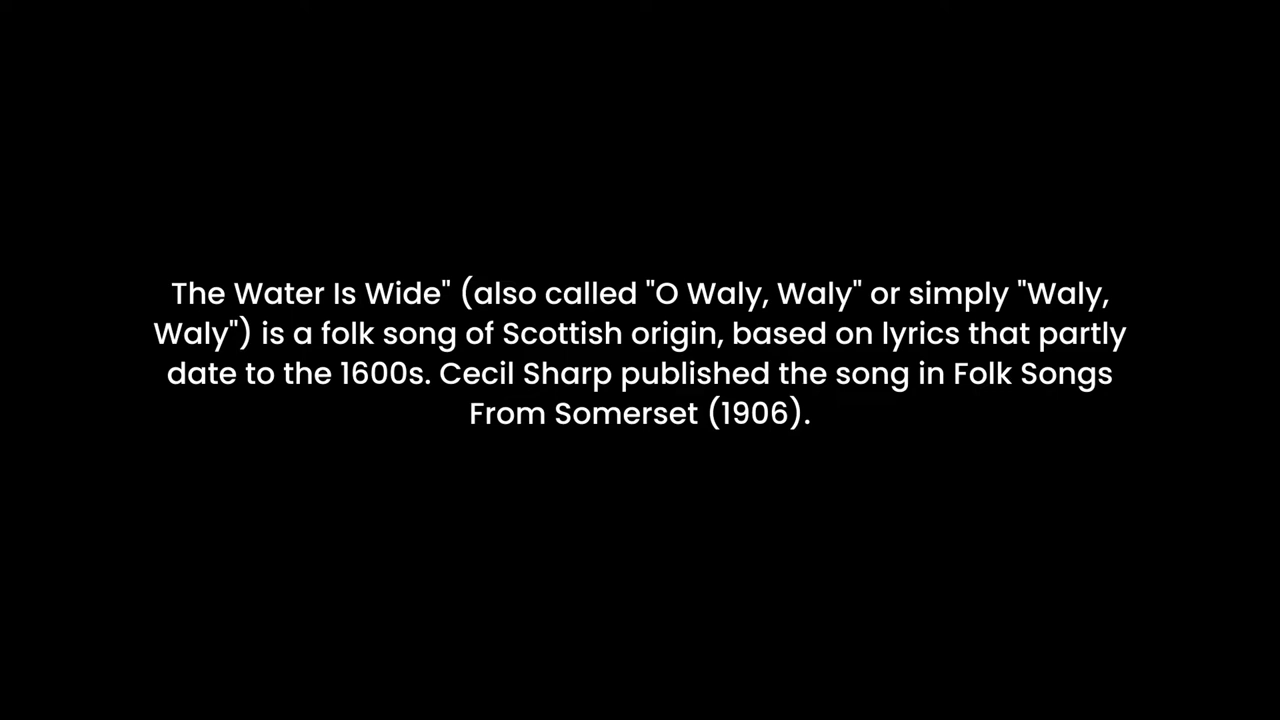 The Water Is Wide" (also called "O Waly, Waly" or simply "Waly,
Waly") is a folk song of Scottish origin, based on lyrics that partly
date to the 1600s. Cecil Sharp published the song in Folk Songs
From Somerset (1906).